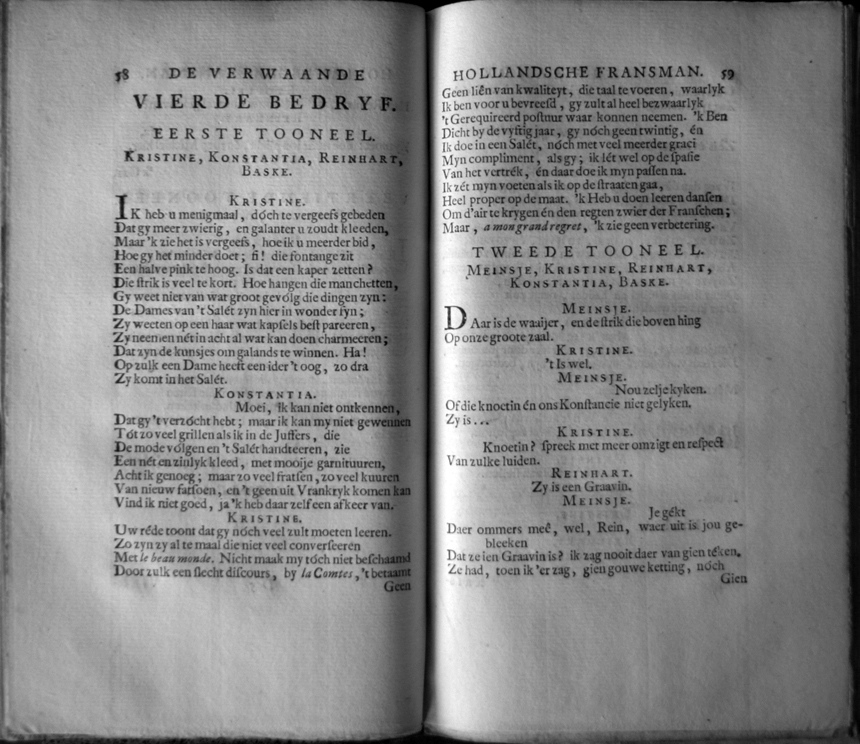 58 DE VERWAANDE
VIERDE BEDRYF.
EERSTE TOONEEL.
KRISTINE, KONSTANTIA, REINHART,
BASKE.
KRISTINE.
IK heb u menigmaal, dóch te vergeefs gebeden
Dat gy meer zwierig, en galanter u zoudt kleeden,
Maar 'k zie het is vergeefs, hoe ik u meerder bid,
Hoe gy het minder doet; fi! die fontange zit
Een halve pink te hoog. Is dat een kaper zetten?
Die ſtrik is veel te kort. Hoe hangen die manchetten,
Gy weet niet van wat groot gevólg die dingen zyn:
De Dames van 't Salét zyn hier in wonder fyn;
Zy weeten op een haar wat kapſels beſt pareeren,
Zy neemen nét in acht al war kan doen charmeeren;
Dat zyn de kunsjes om galands te winnen. Ha!
Op zulk een Dame heeft een ider 't oog, zo dra
Zy komt in het Salét.
KONSTANTIA.
Moei, ik kan niet ontkennen,
Dat gy 't verzócht hebt; maar ik kan my niet gewennen
Tót zo veel grillen als ik in de Juffers, die
De mode vólgen en 't Salét handteeren, zie
Een nét en zinlyk kleed, met mooije garnituuren,
Acht ik genoeg; maar zo veel fratſen, zo veel kuuren
Van nieuw fatſoen, en 't geen uit Vrankryk komen kan
Vind ik niet goed, ja 'k heb daar zelf een afkeer van.
KRISTINE.
Uw réde toont dat gy nóch veel zult moeten leeren.
Zo zyn zy al te maal die niet veel converſeeren
Met le beau monde. Nicht maak my tóch niet beſchaamd
Door zulk een ſlecht diſcours, by la Comtes, 't betaamt
Geen
HOLLANDSCHE FRANSMAN. 59
Geen liên van kwaliteyt, die taal te voeren, waarlyk
Ik ben voor u bevreeſd, gy zult al heel bezwaarlyk
't Gerequireerd poſtuur waar konnen neemen. 'k Ben
Dicht by de vyftig jaar, gy nóch geen twintig, én
Ik doe in een Salét, nóch met veel meerder graci
Myn compliment, als gy; ik lét wel op de ſpaſie
Van het vertrék, én daar doe ik myn paſſen na.
Ik zét myn voeten als ik op de ſtraaten gaa,
Heel proper op de maat. 'k Heb u doen leeren danſen
Om d'air te krygen én den regten zwier der Franſchen;
Maar, a mon grand regret, 'k zie geen verbetering.
TWEEDE TOONEEL.
MEINSJE, KRISTINE, REINHART,
KONSTANTIA, BASKE.
MEINSJE.
DAar is de waaijer, en de ſtrik die boven hing
Op onze groote zaal.
KRISTINE.
't Is wel.
MEINSJE.
Nou zelje kyken.
Of die knoetin én ons Konſtancie niet gelyken.
Zy is...
KRISTINE.
Knoetin? ſpreek met meer omzigt en reſpect
Van zulke luiden.
REINHART.
Zy is een Graavin.
MEINSJE.
Je gékt
Daer ommers meê, wel, Rein, waer uit is jou ge-
bleeken
Dat ze ien Graavin is? ik zag nooit daer van gien téken.
Ze had, toen ik 'er zag, gien gouwe ketting, nóch
Gien